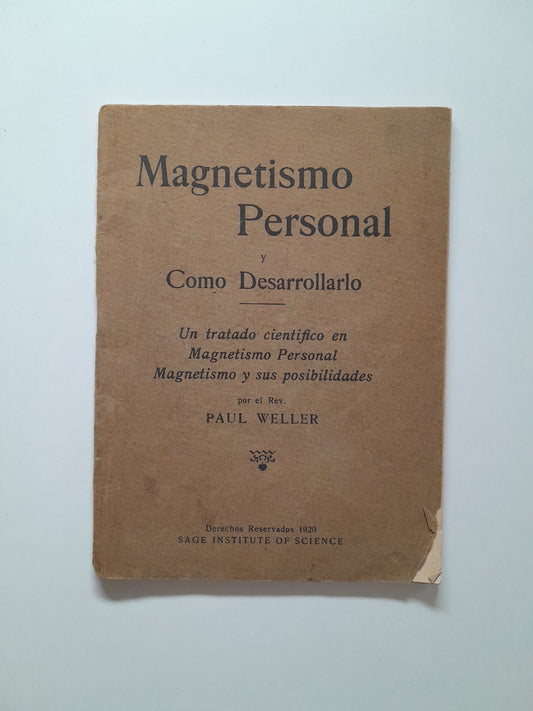 Magnetismo
Personal
y
Como Desarrollarlo
Un tratado cientifico en
Magnetismo Personal
Magnetismo y sus posibilidades
por el Rev.
PAUL WELLER
Derechos Reservados 1920
SAGE INSTITUTE OF SCIENCE